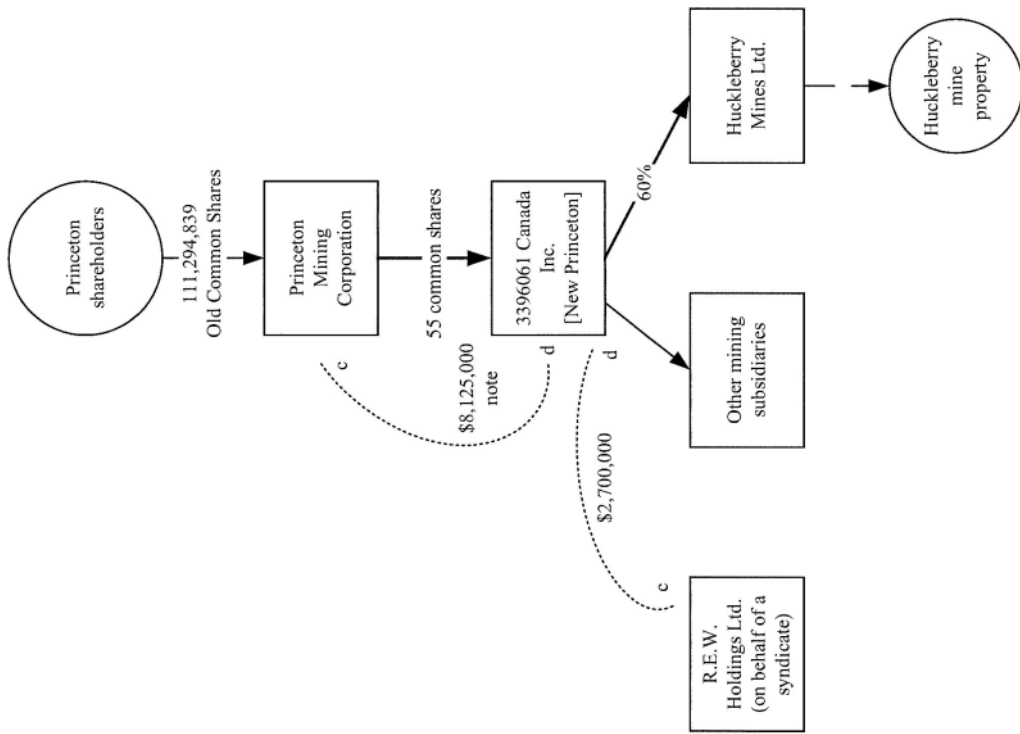 Princeton
shareholders
111,294,839
Old Common Shares
Princeton
Mining
Corporation
c
55 common shares
$8,125,000
note
d
3396061 Canada
Inc.
[New Princeton]
d
$2,700,000
c
60%
R.E.W.
Holdings Ltd.
(on behalf of a
syndicate)
Other mining
subsidiaries
Huckleberry
Mines Ltd.
Huckleberry
mine
property